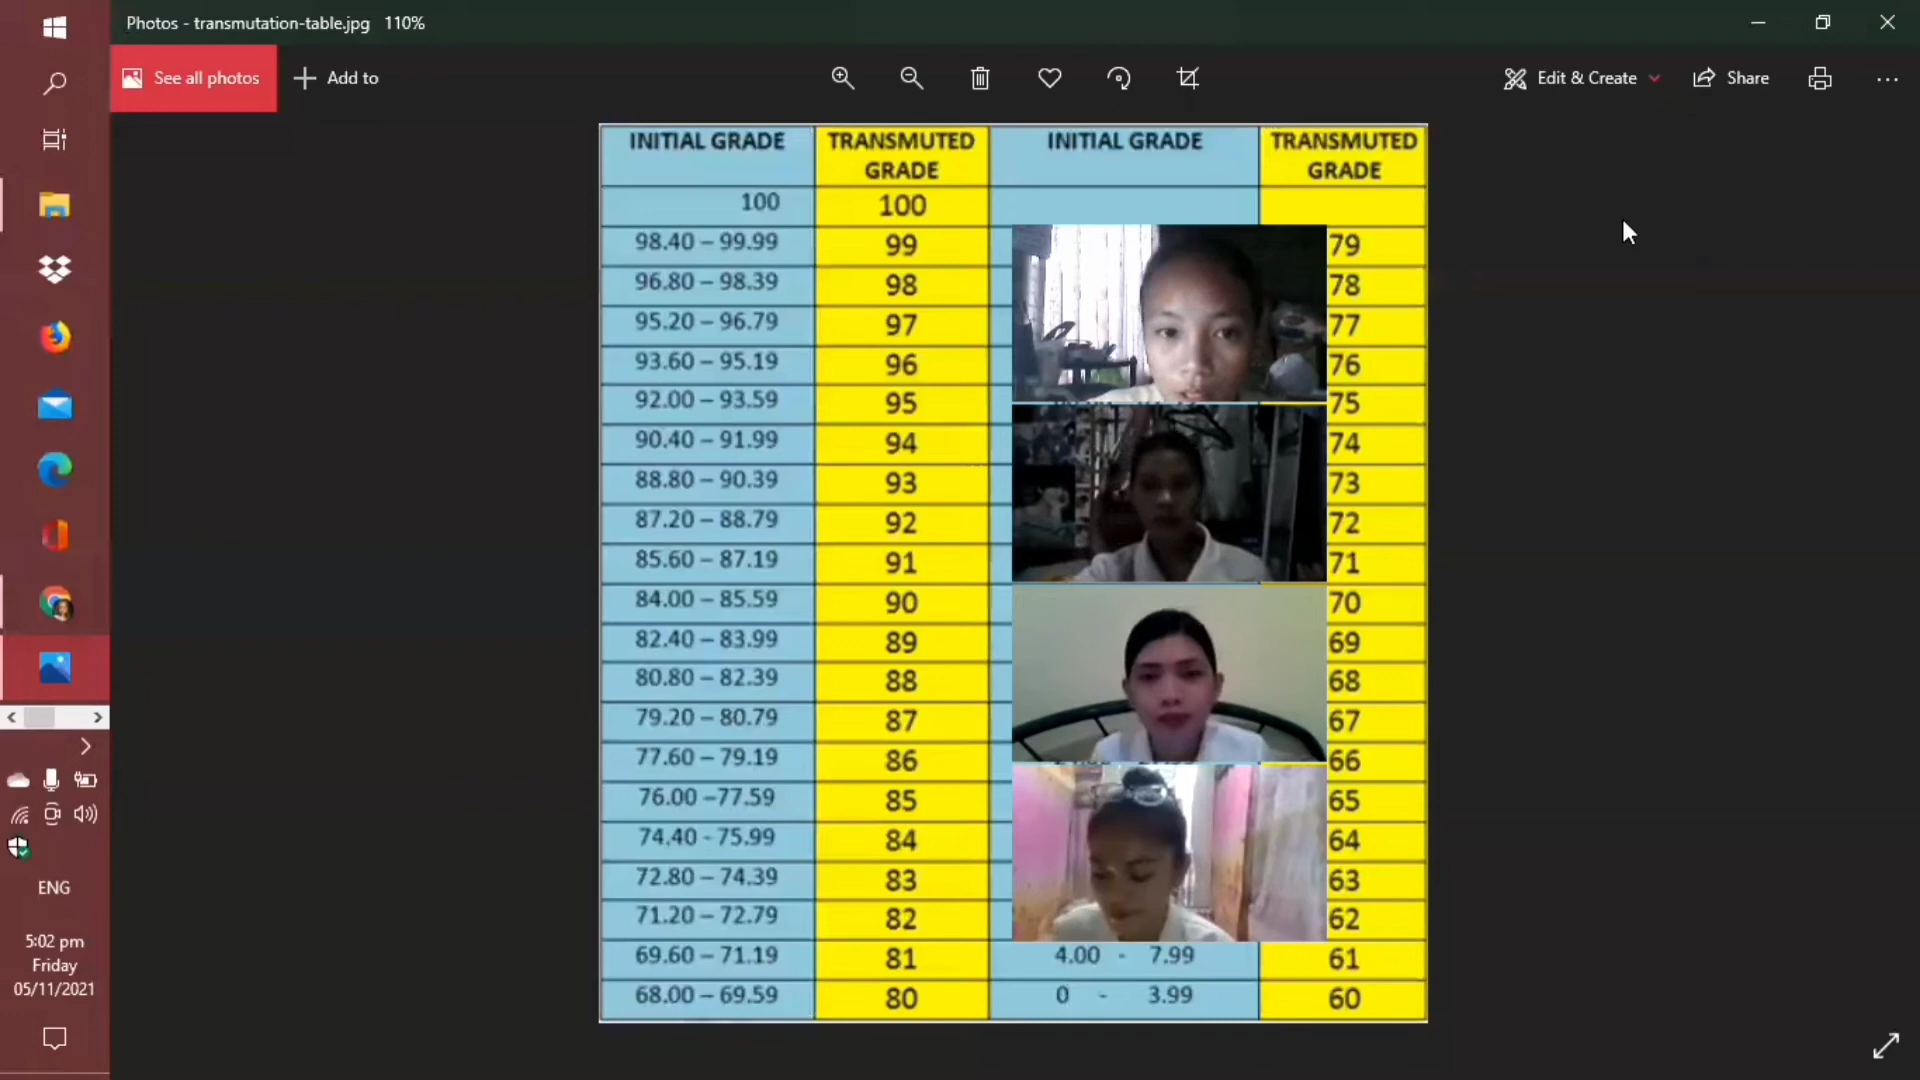 Photos - transmutation-table.jpg 110%
See all photos
Add to
Edit & Create
Share
INITIAL GRADE TRANSMUTED GRADE INITIAL GRADE TRANSMUTED GRADE
100 100
98.40 – 99.99 99 79
96.80 – 98.39 98 78
95.20 – 96.79 97 77
93.60 – 95.19 96 76
92.00 – 93.59 95 75
90.40 – 91.99 94 74
88.80 – 90.39 93 73
87.20 – 88.79 92 72
85.60 – 87.19 91 71
84.00 – 85.59 90 70
82.40 – 83.99 89 69
80.80 – 82.39 88 68
79.20 – 80.79 87 67
77.60 – 79.19 86 66
76.00 –77.59 85 65
74.40 - 75.99 84 64
72.80 – 74.39 83 63
71.20 – 72.79 82 62
69.60 – 71.19 81 4.00 - 7.99 61
68.00 – 69.59 80 0 - 3.99 60
ENG
5:02 pm
Friday
05/11/2021